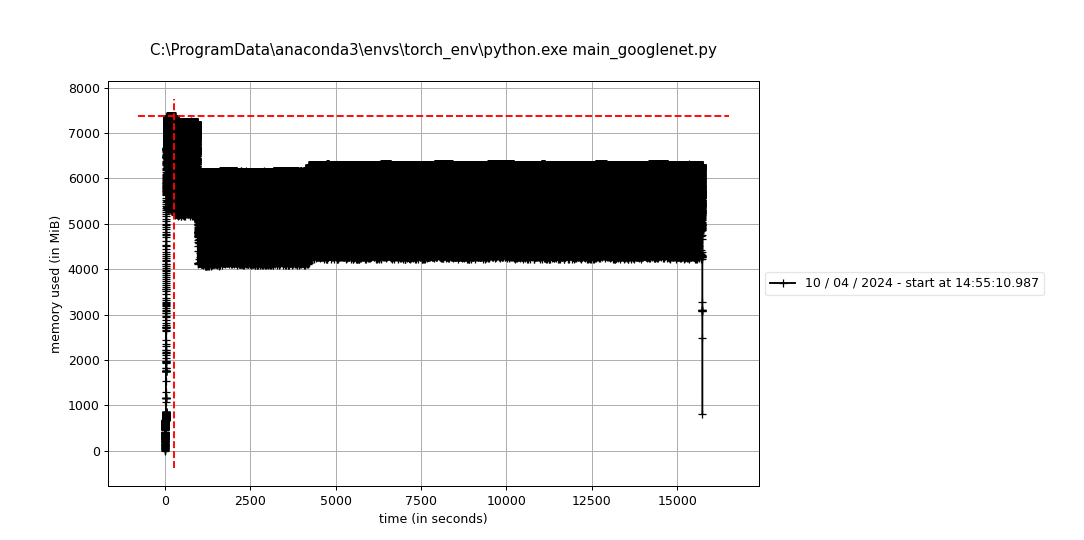 C:\ProgramData\anaconda3\envs\torch_env\python.exe main_googlenet.py
8000
7000
6000
5000
4000
3000
2000
1000
0
memory used (in MiB)
0 2500 5000 7500 10000 12500 15000
time (in seconds)
10 / 04 / 2024 - start at 14:55:10.987